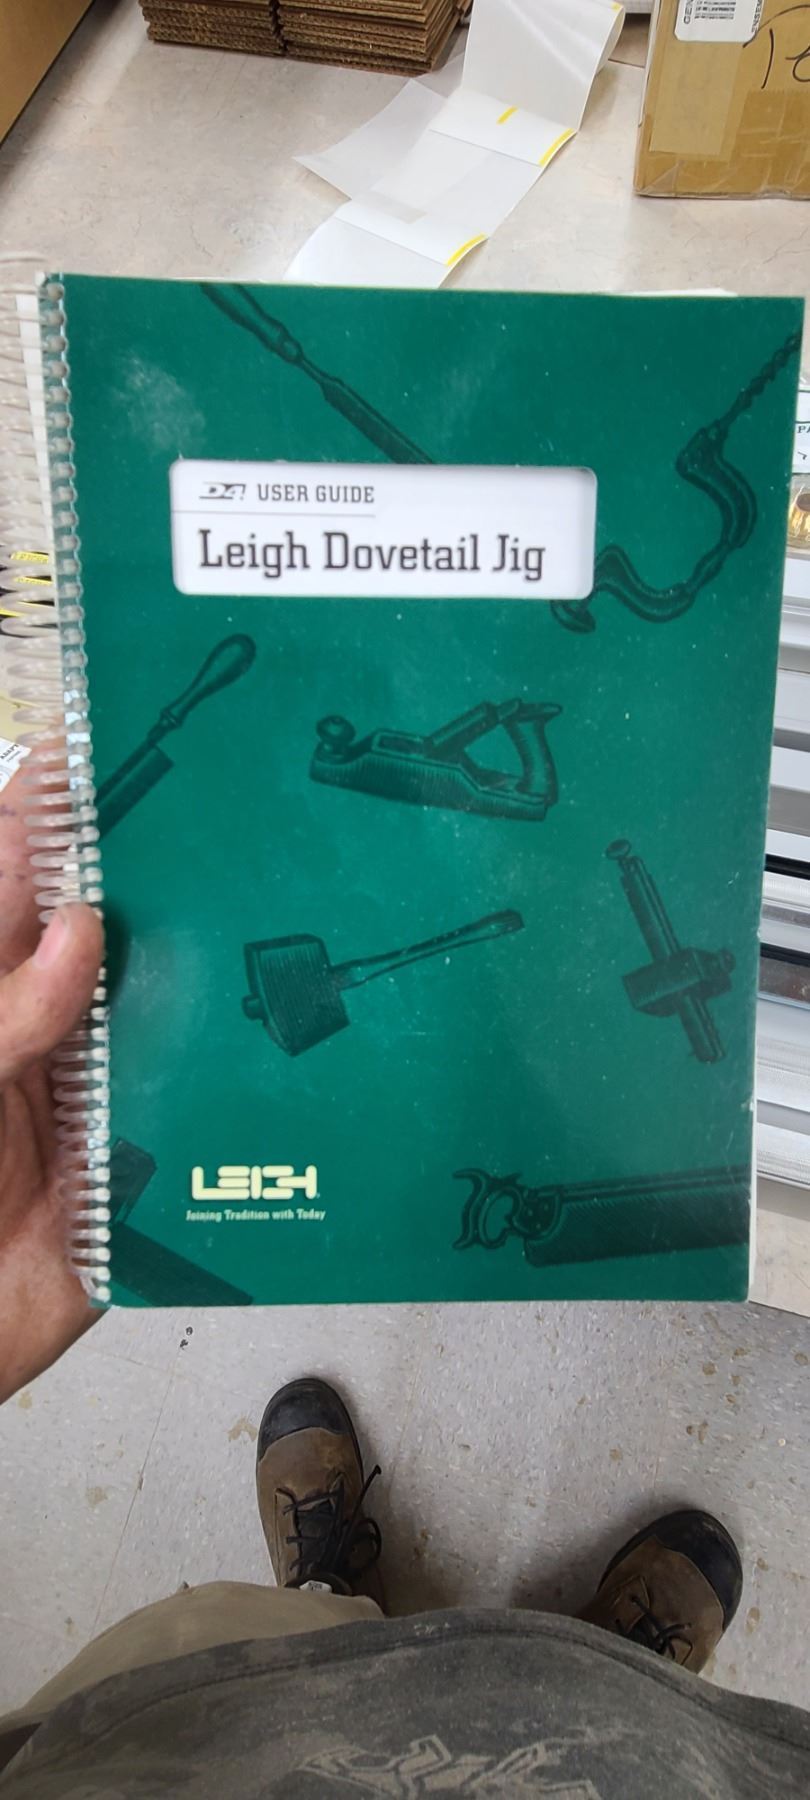 D4 USER GUIDE
Leigh Dovetail Jig
LEIGH
Joining Tradition with Today